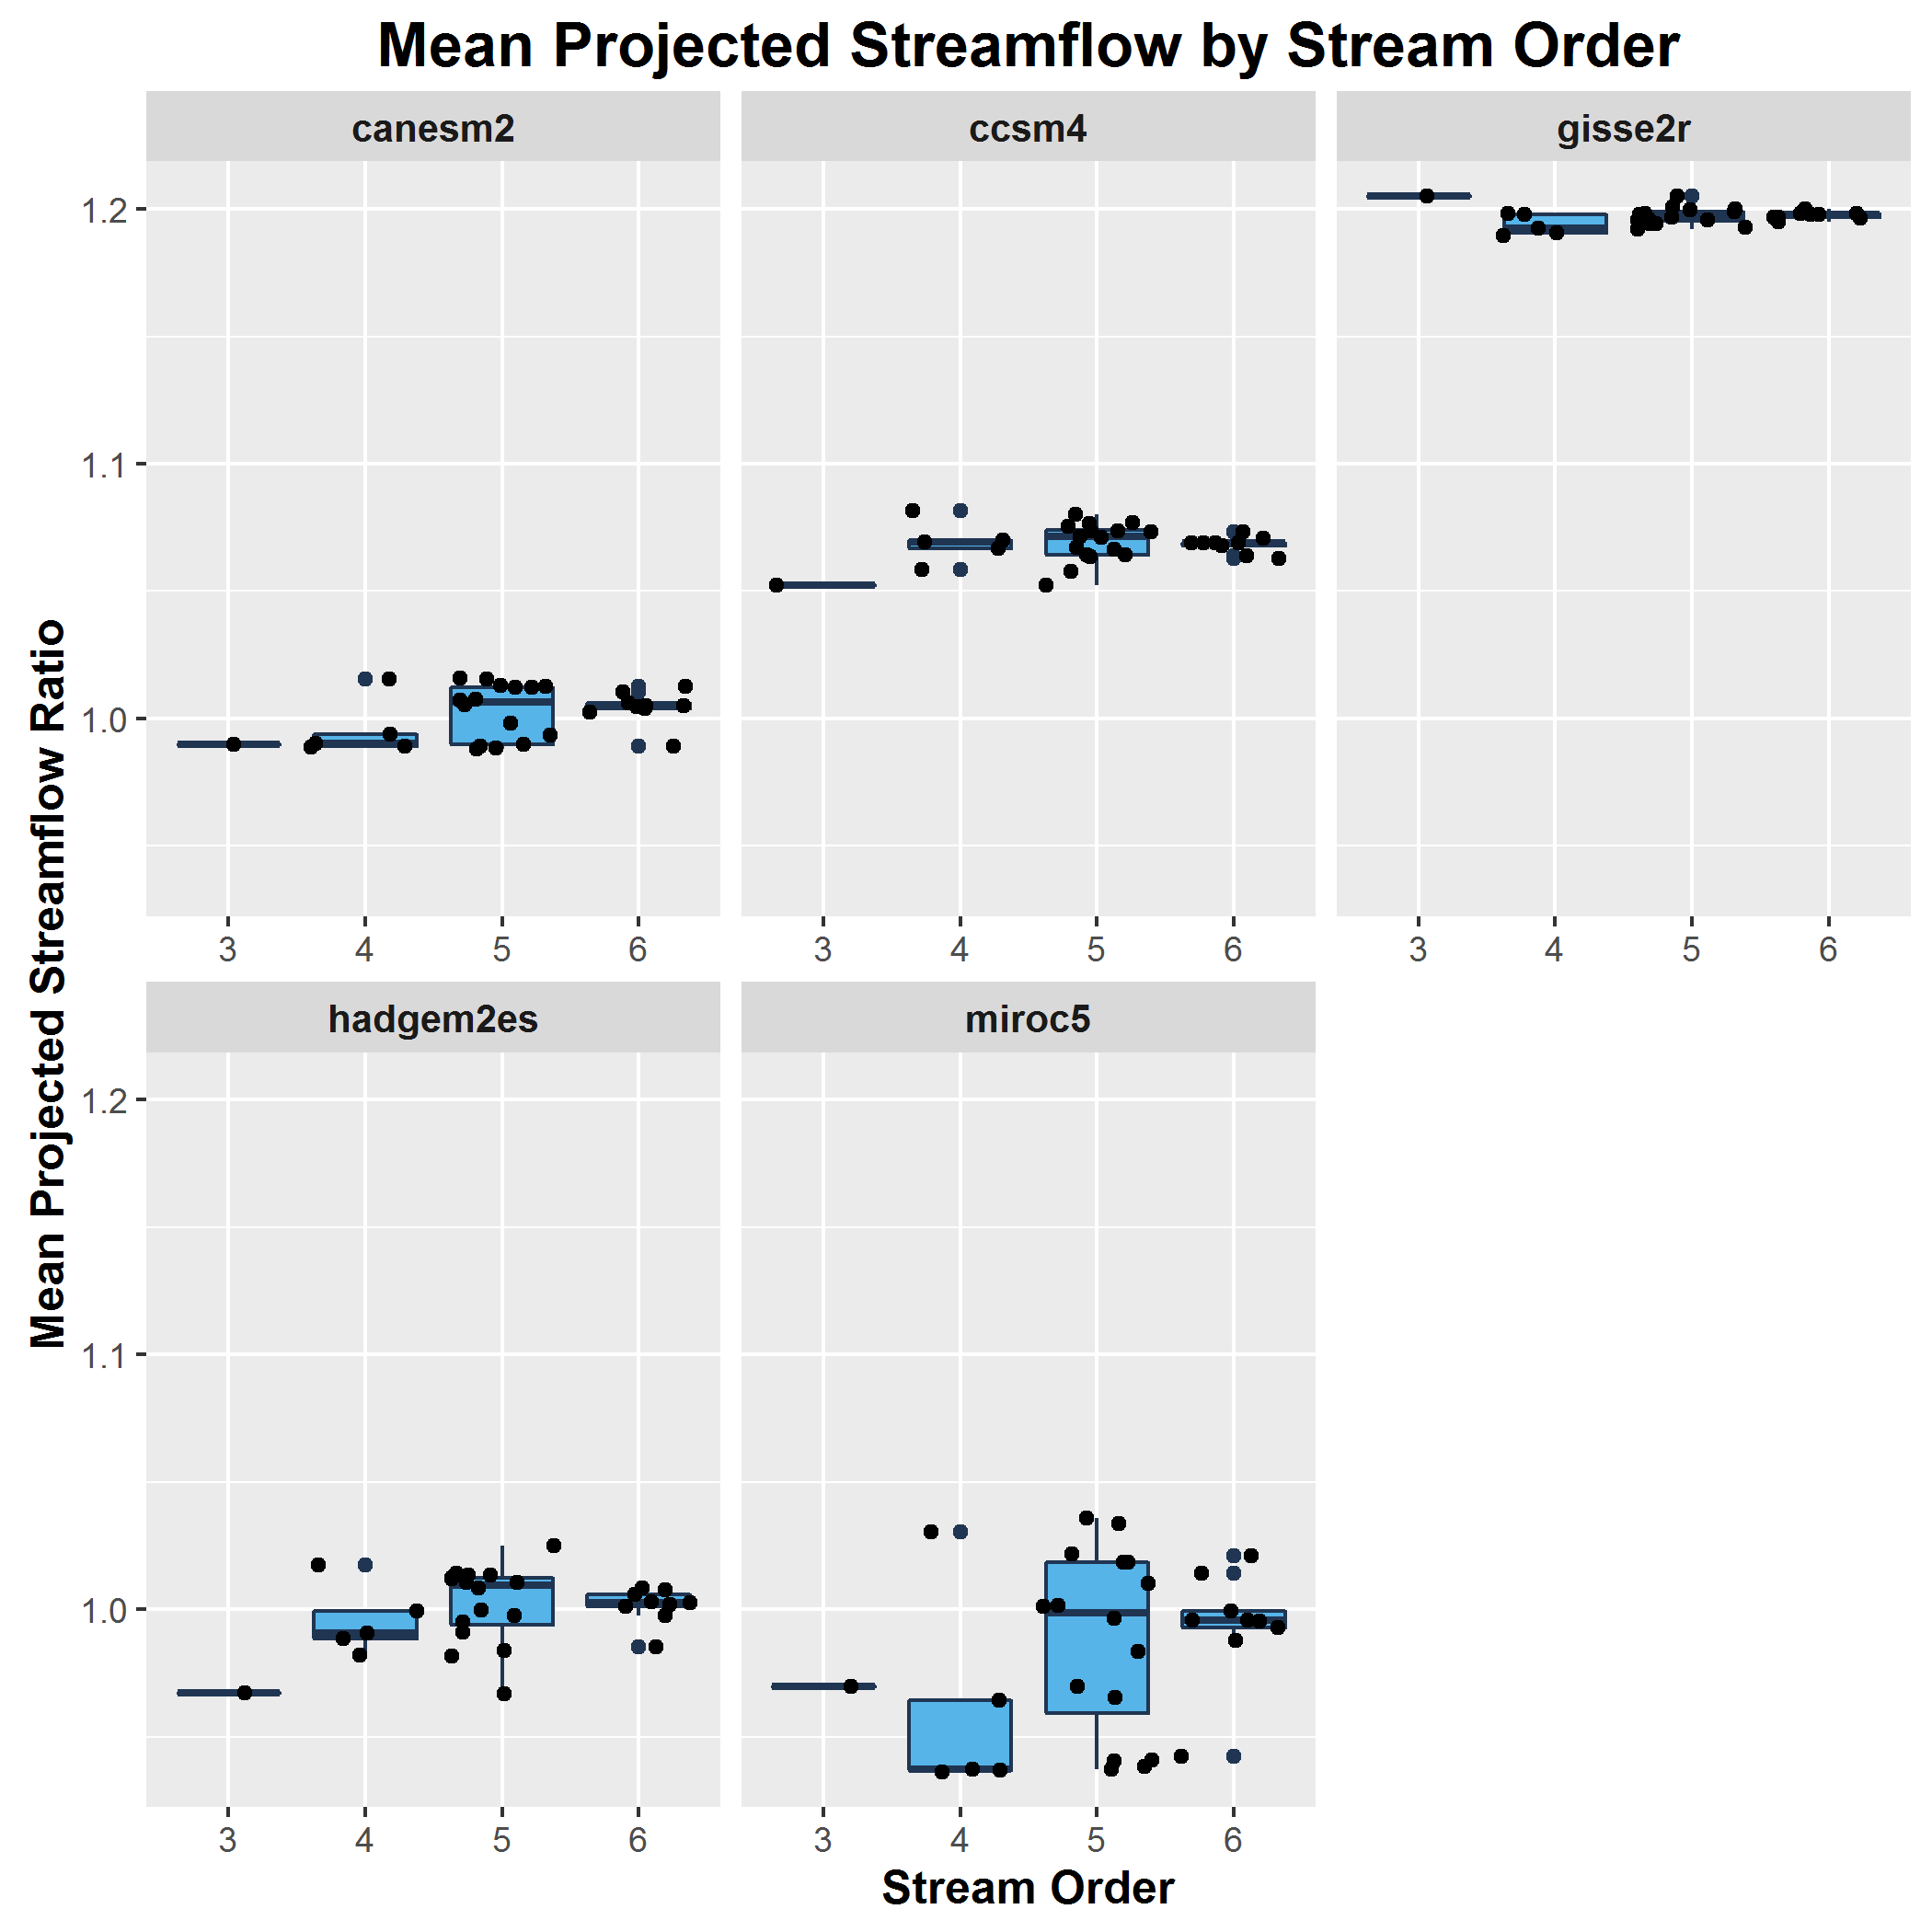 Mean Projected Streamflow by Stream Order
canesm2
ccsm4
gisse2r
1.2
1.1
1.0
3 4 5 6
3 4 5 6
3 4 5 6
Mean Projected Streamflow Ratio
hadgem2es
miroc5
1.2
1.1
1.0
3 4 5 6
3 4 5 6
Stream Order